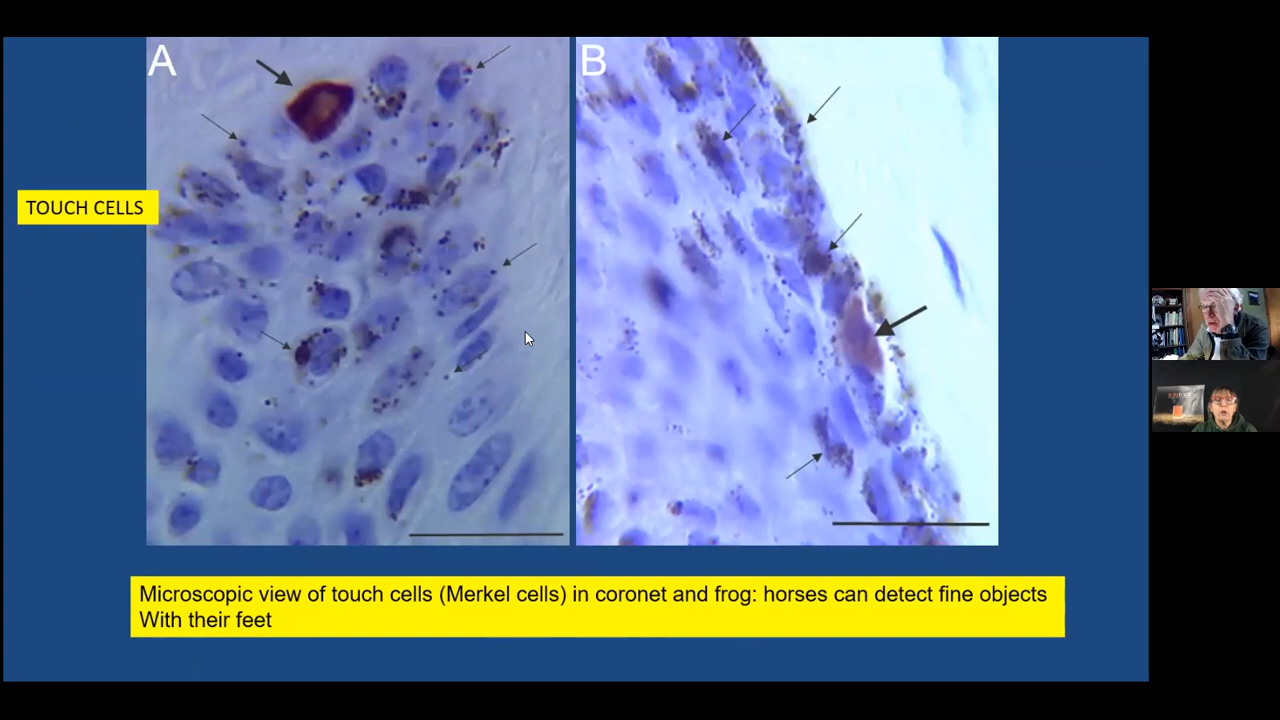 A
B
TOUCH CELLS
Microscopic view of touch cells (Merkel cells) in coronet and frog: horses can detect fine objects
With their feet